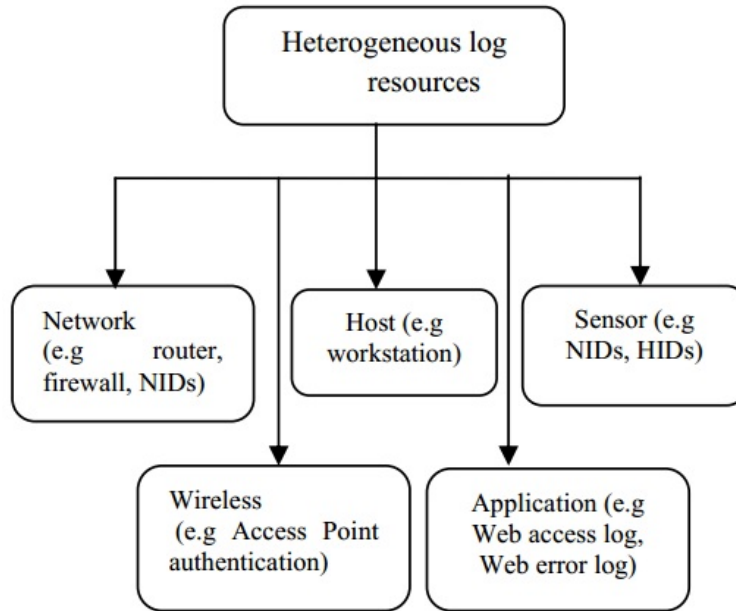 Heterogeneous log
resources
Network
(e.g router,
firewall, NIDs)
Host (e.g
workstation)
Sensor (e.g
NIDs, HIDs)
Wireless
(e.g Access Point
authentication)
Application (e.g
Web access log,
Web error log)